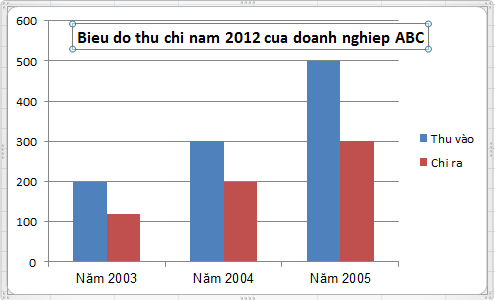 Bieu do thu chi nam 2012 cua doanh nghiep ABC
600
500
400
300
200
100
0
Năm 2003
Năm 2004
Năm 2005
Thu vào
Chi ra